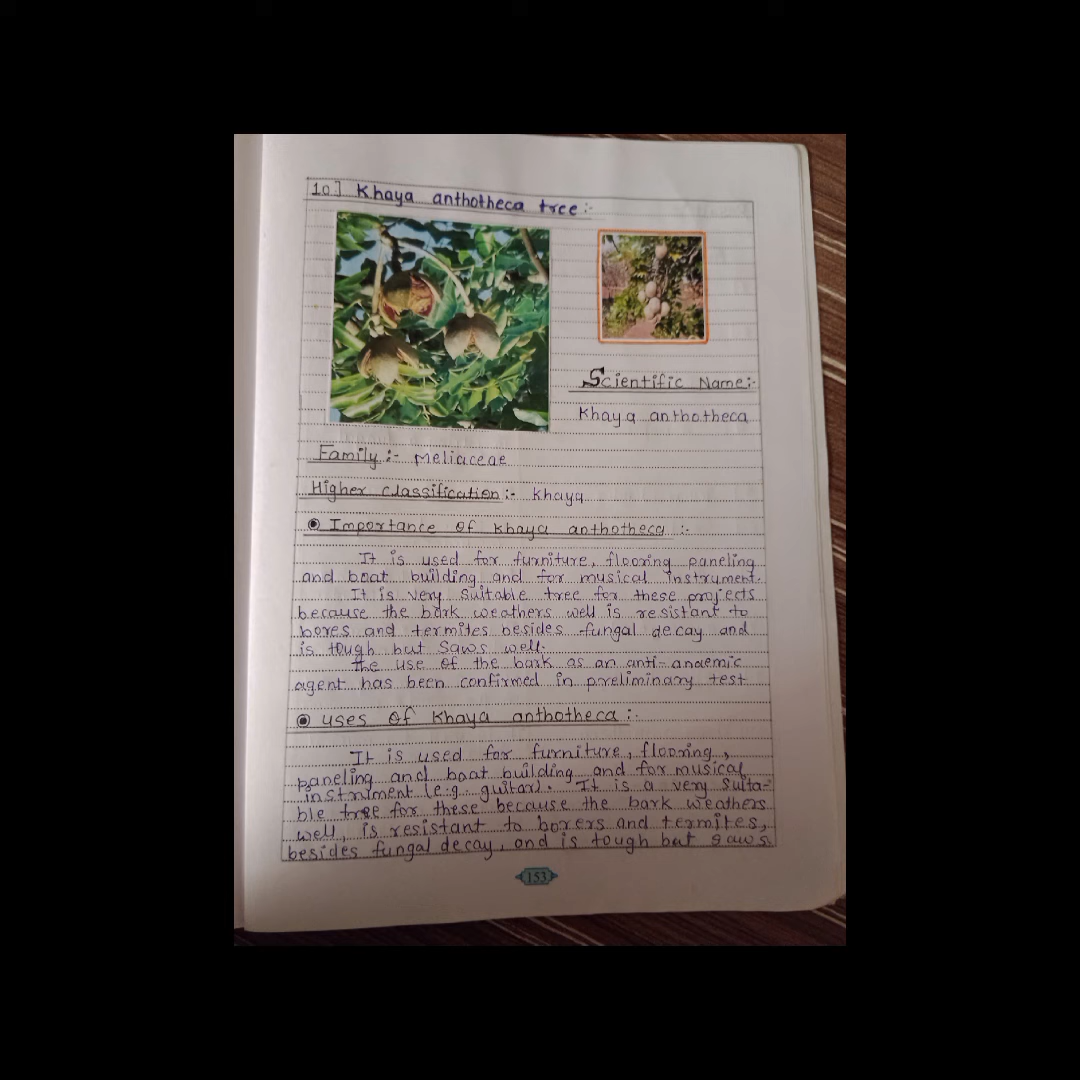 10] Khaya anthotheca tree:-
Scientific Name:-
Khaya anthotheca
Family:- Meliaceae
Higher classification:- Khaya
Importance of Khaya anthotheca :-
It is used for furniture, flooring paneling
and boat building and for musical instrument.
It is very suitable tree for these projects
because the bark weathers well is resistant to
bores and termites besides fungal decay and
is tough but saws well.
The use of the bark as an anti-anaemic
agent has been confirmed in preliminary test
Uses of Khaya anthotheca :-
It is used for furniture, flooring,
paneling and boat building and for musical
instrument (e.g. guitar). It is a very suita-
ble tree for these because the bark weathers
well, is resistant to borers and termites,
besides fungal decay, and is tough but saws.
153